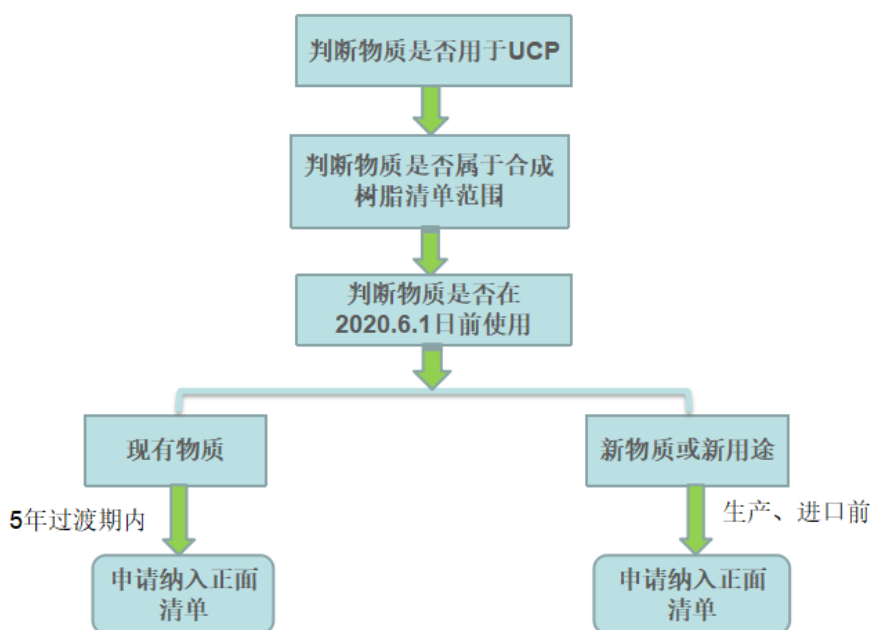 判断物质是否用于UCP
判断物质是否属于合成
树脂清单范围
判断物质是否在
2020.6.1日前使用
现有物质
新物质或新用途
5年过渡期内
生产、进口前
申请纳入正面
清单
申请纳入正面
清单